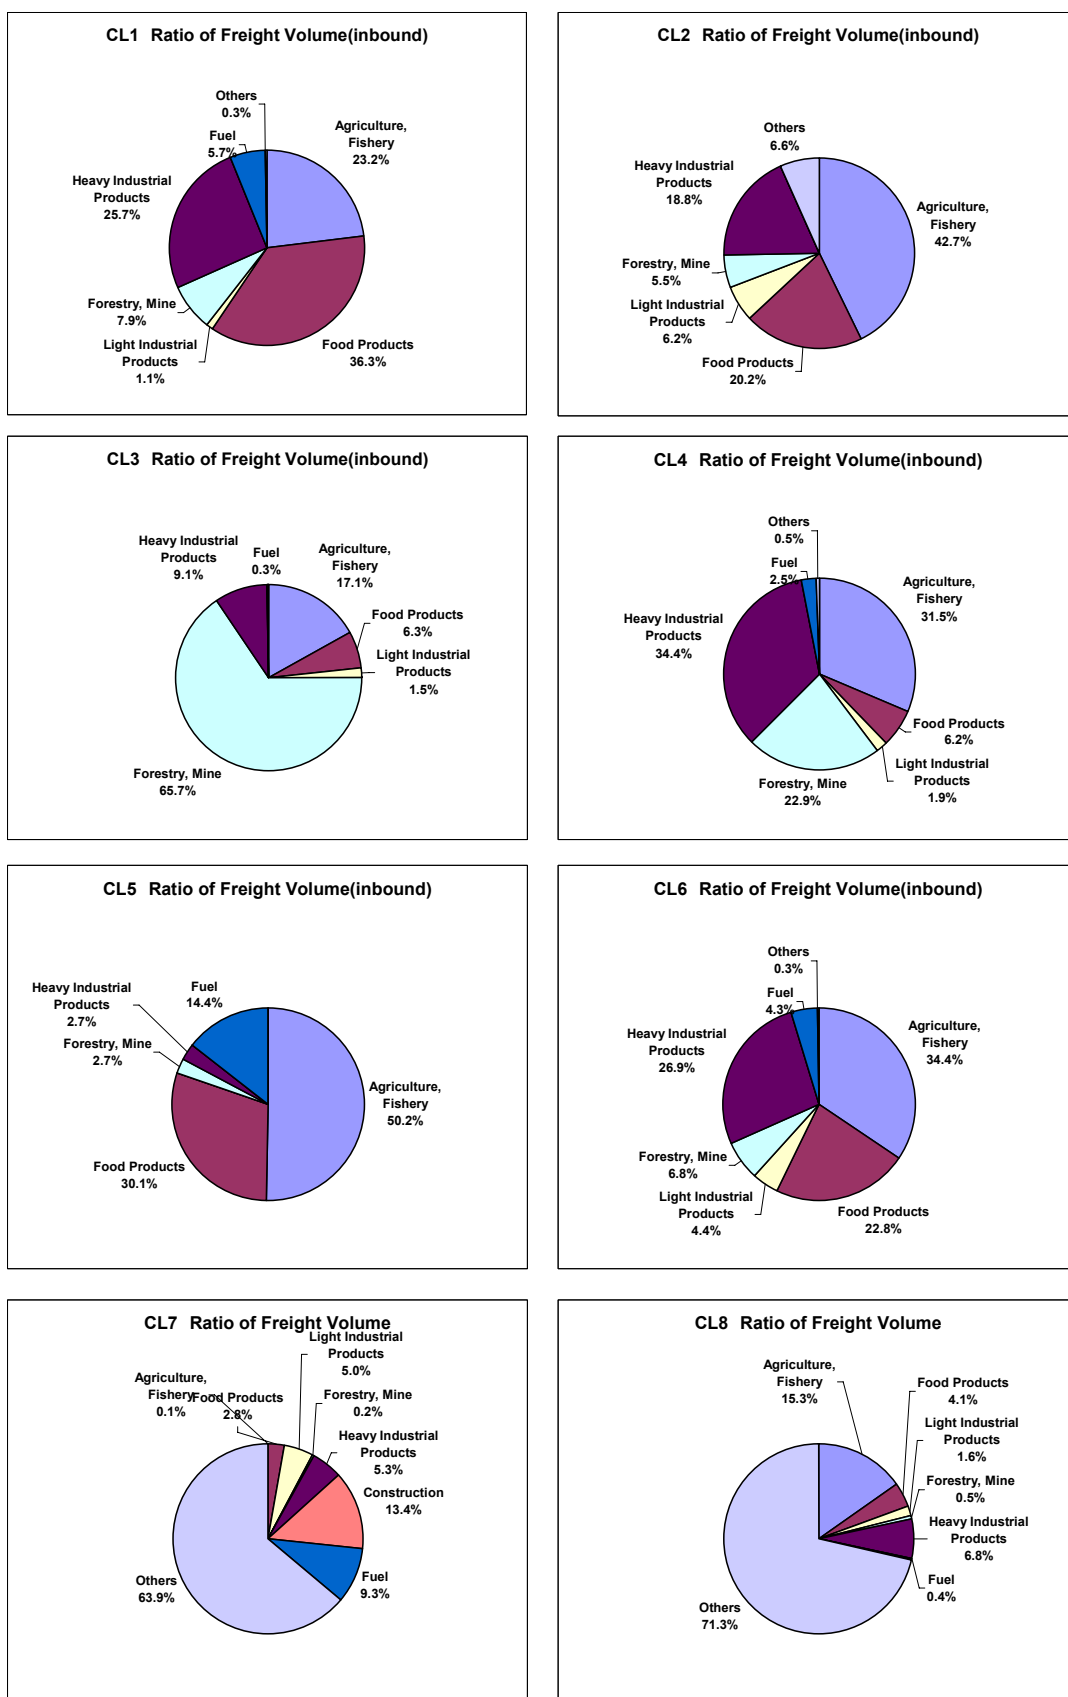 CL1 Ratio of Freight Volume(inbound)
Others
0.3%
Fuel
5.7%
Agriculture,
Fishery
23.2%
Heavy Industrial
Products
25.7%
Forestry, Mine
7.9%
Light Industrial
Products
1.1%
Food Products
36.3%
CL2 Ratio of Freight Volume(inbound)
Others
6.6%
Heavy Industrial
Products
18.8%
Agriculture,
Fishery
42.7%
Forestry, Mine
5.5%
Light Industrial
Products
6.2%
Food Products
20.2%
CL3 Ratio of Freight Volume(inbound)
Heavy Industrial
Products
9.1%
Fuel
0.3%
Agriculture,
Fishery
17.1%
Food Products
6.3%
Light Industrial
Products
1.5%
Forestry, Mine
65.7%
CL4 Ratio of Freight Volume(inbound)
Others
0.5%
Fuel
2.5%
Agriculture,
Fishery
31.5%
Heavy Industrial
Products
34.4%
Food Products
6.2%
Light Industrial
Products
1.9%
Forestry, Mine
22.9%
CL5 Ratio of Freight Volume(inbound)
Heavy Industrial
Products
2.7%
Fuel
14.4%
Forestry, Mine
2.7%
Agriculture,
Fishery
50.2%
Food Products
30.1%
CL6 Ratio of Freight Volume(inbound)
Others
0.3%
Fuel
4.3%
Agriculture,
Fishery
34.4%
Heavy Industrial
Products
26.9%
Forestry, Mine
6.8%
Light Industrial
Products
4.4%
Food Products
22.8%
CL7 Ratio of Freight Volume
Light Industrial
Products
5.0%
Agriculture,
Fishery
0.1%
Food Products
2.8%
Forestry, Mine
0.2%
Heavy Industrial
Products
5.3%
Construction
13.4%
Fuel
9.3%
Others
63.9%
CL8 Ratio of Freight Volume
Agriculture,
Fishery
15.3%
Food Products
4.1%
Light Industrial
Products
1.6%
Forestry, Mine
0.5%
Heavy Industrial
Products
6.8%
Fuel
0.4%
Others
71.3%